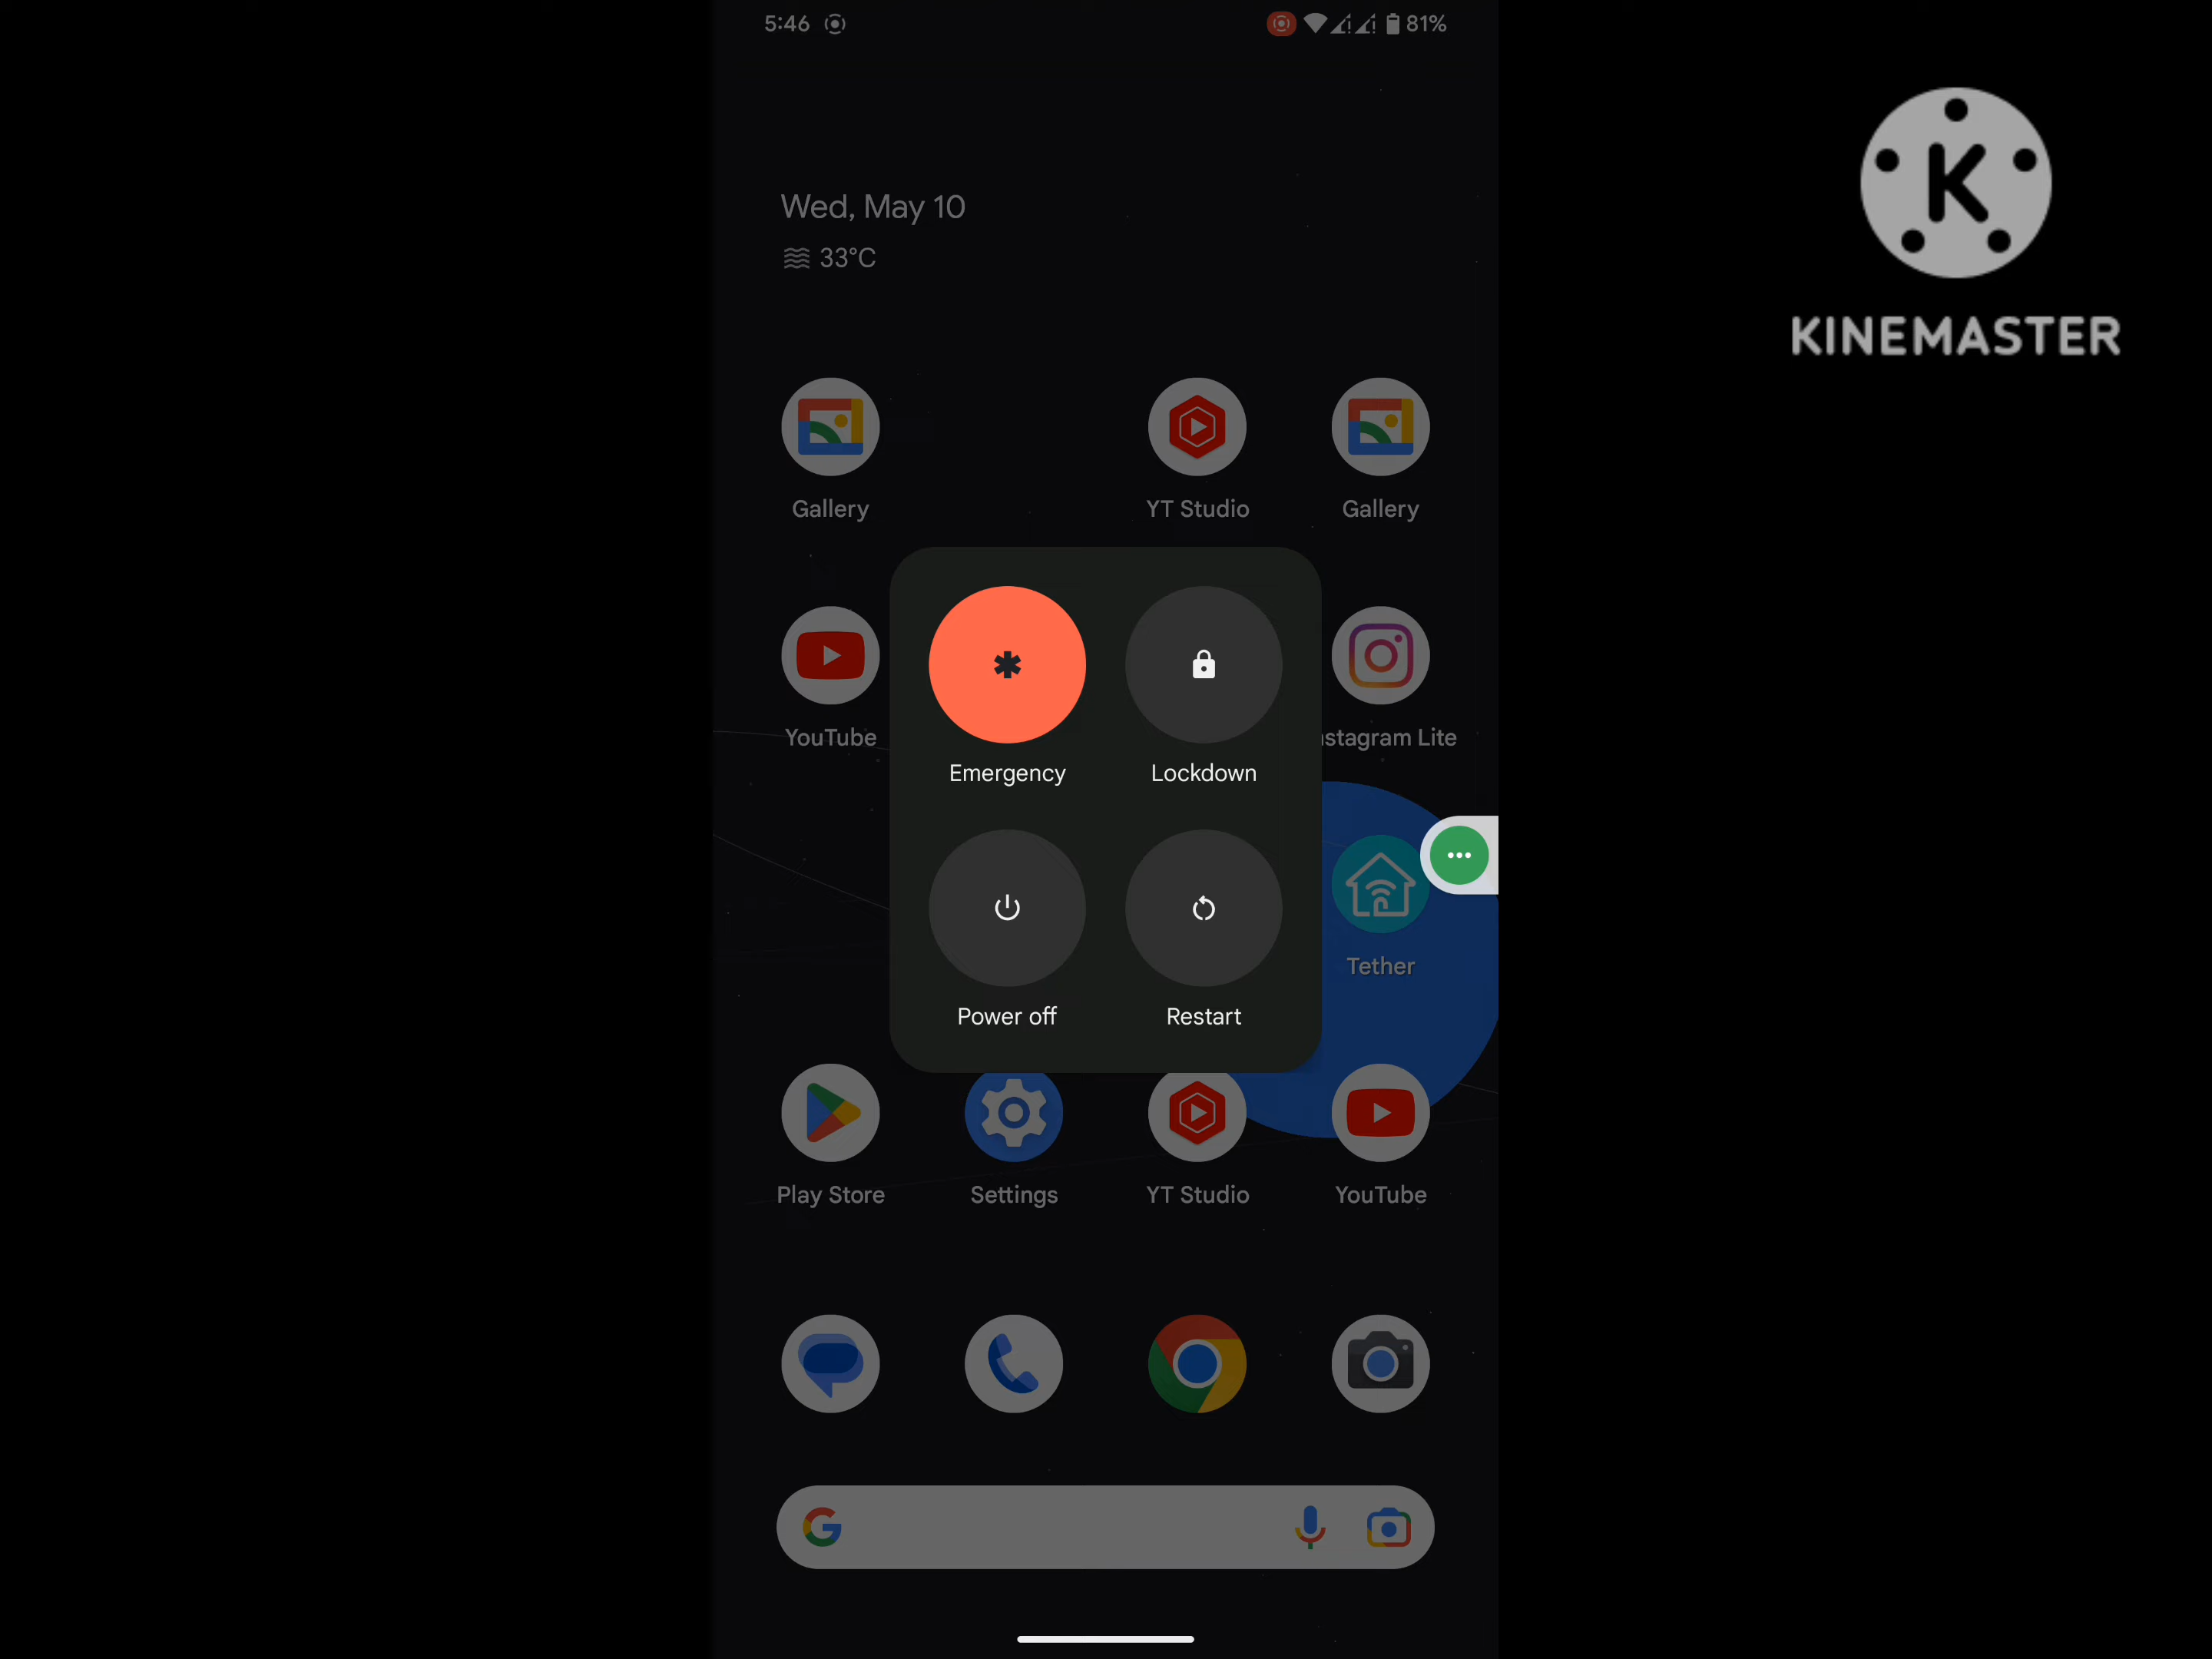 5:46
81%
KINEMASTER
Wed, May 10
33°C
Gallery
YT Studio
Gallery
YouTube
stagram Lite
Emergency
Lockdown
Tether
Power off
Restart
Play Store
Settings
YT Studio
YouTube